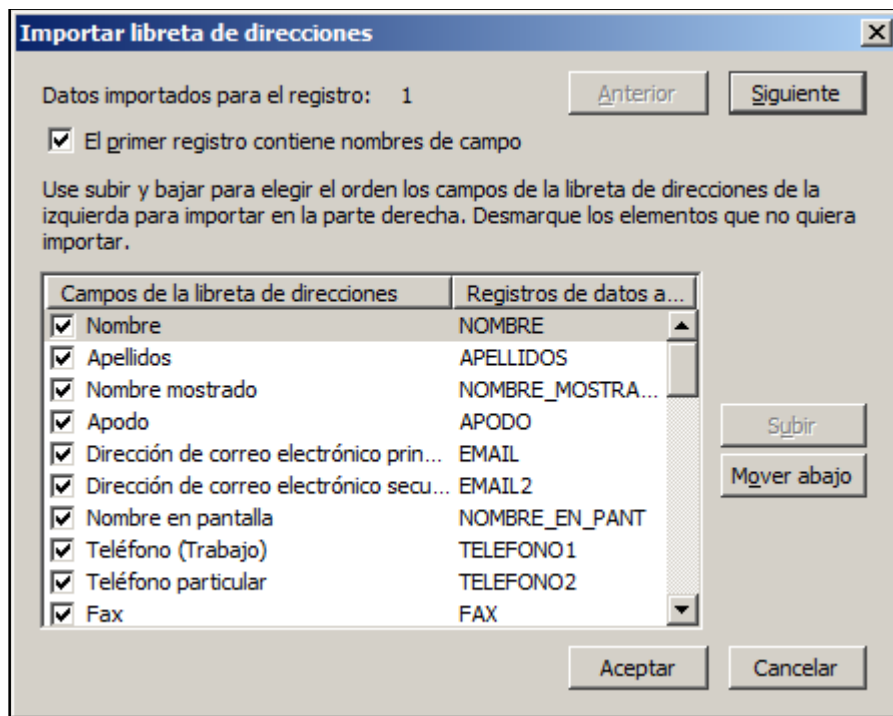 Importar libreta de direcciones
Datos importados para el registro: 1
Anterior
Siguiente
El primer registro contiene nombres de campo
Use subir y bajar para elegir el orden los campos de la libreta de direcciones de la
izquierda para importar en la parte derecha. Desmarque los elementos que no quiera
importar.
Campos de la libreta de direcciones Registros de datos a...
Nombre NOMBRE
Apellidos APELLIDOS
Nombre mostrado NOMBRE_MOSTRA...
Apodo APODO
Dirección de correo electrónico prin... EMAIL
Dirección de correo electrónico secu... EMAIL2
Nombre en pantalla NOMBRE_EN_PANT
Teléfono (Trabajo) TELEFONO1
Teléfono particular TELEFONO2
Fax FAX
Subir
Mover abajo
Aceptar
Cancelar